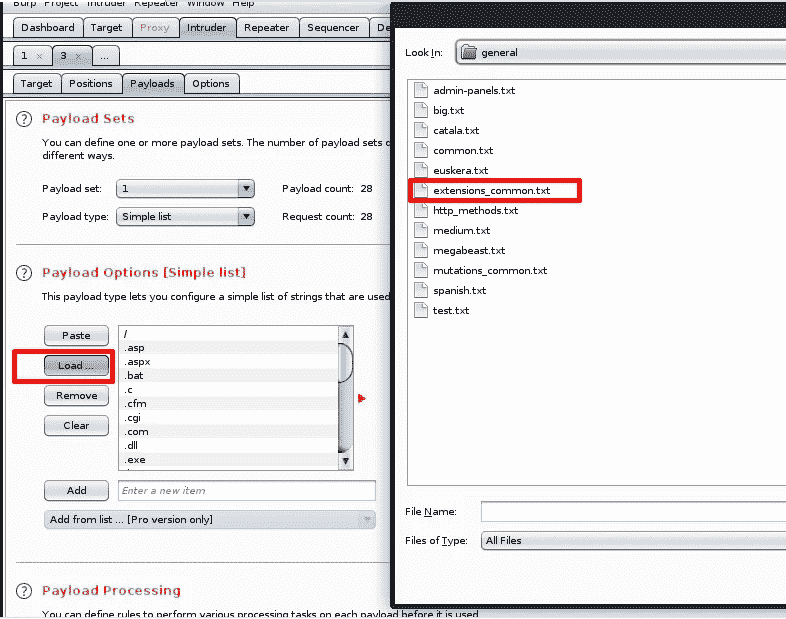 Burp Project Intruder Repeater Window Help
Dashboard Target Proxy Intruder Repeater Sequencer De
1 × 3 × ...
Target Positions Payloads Options
? Payload Sets
You can define one or more payload sets. The number of payload sets d
different ways.
Payload set: 1 Payload count: 28
Payload type: Simple list Request count: 28
? Payload Options [Simple list]
This payload type lets you configure a simple list of strings that are used
Paste
Load ...
Remove
Clear
/
.asp
.aspx
.bat
.c
.cfm
.cgi
.com
.dll
.exe
Add Enter a new item
Add from list ... [Pro version only]
? Payload Processing
You can define rules to perform various processing tasks on each payload before it is used
Look In: general
admin-panels.txt
big.txt
catala.txt
common.txt
euskera.txt
extensions_common.txt
http_methods.txt
medium.txt
megabeast.txt
mutations_common.txt
spanish.txt
test.txt
File Name:
Files of Type: All Files